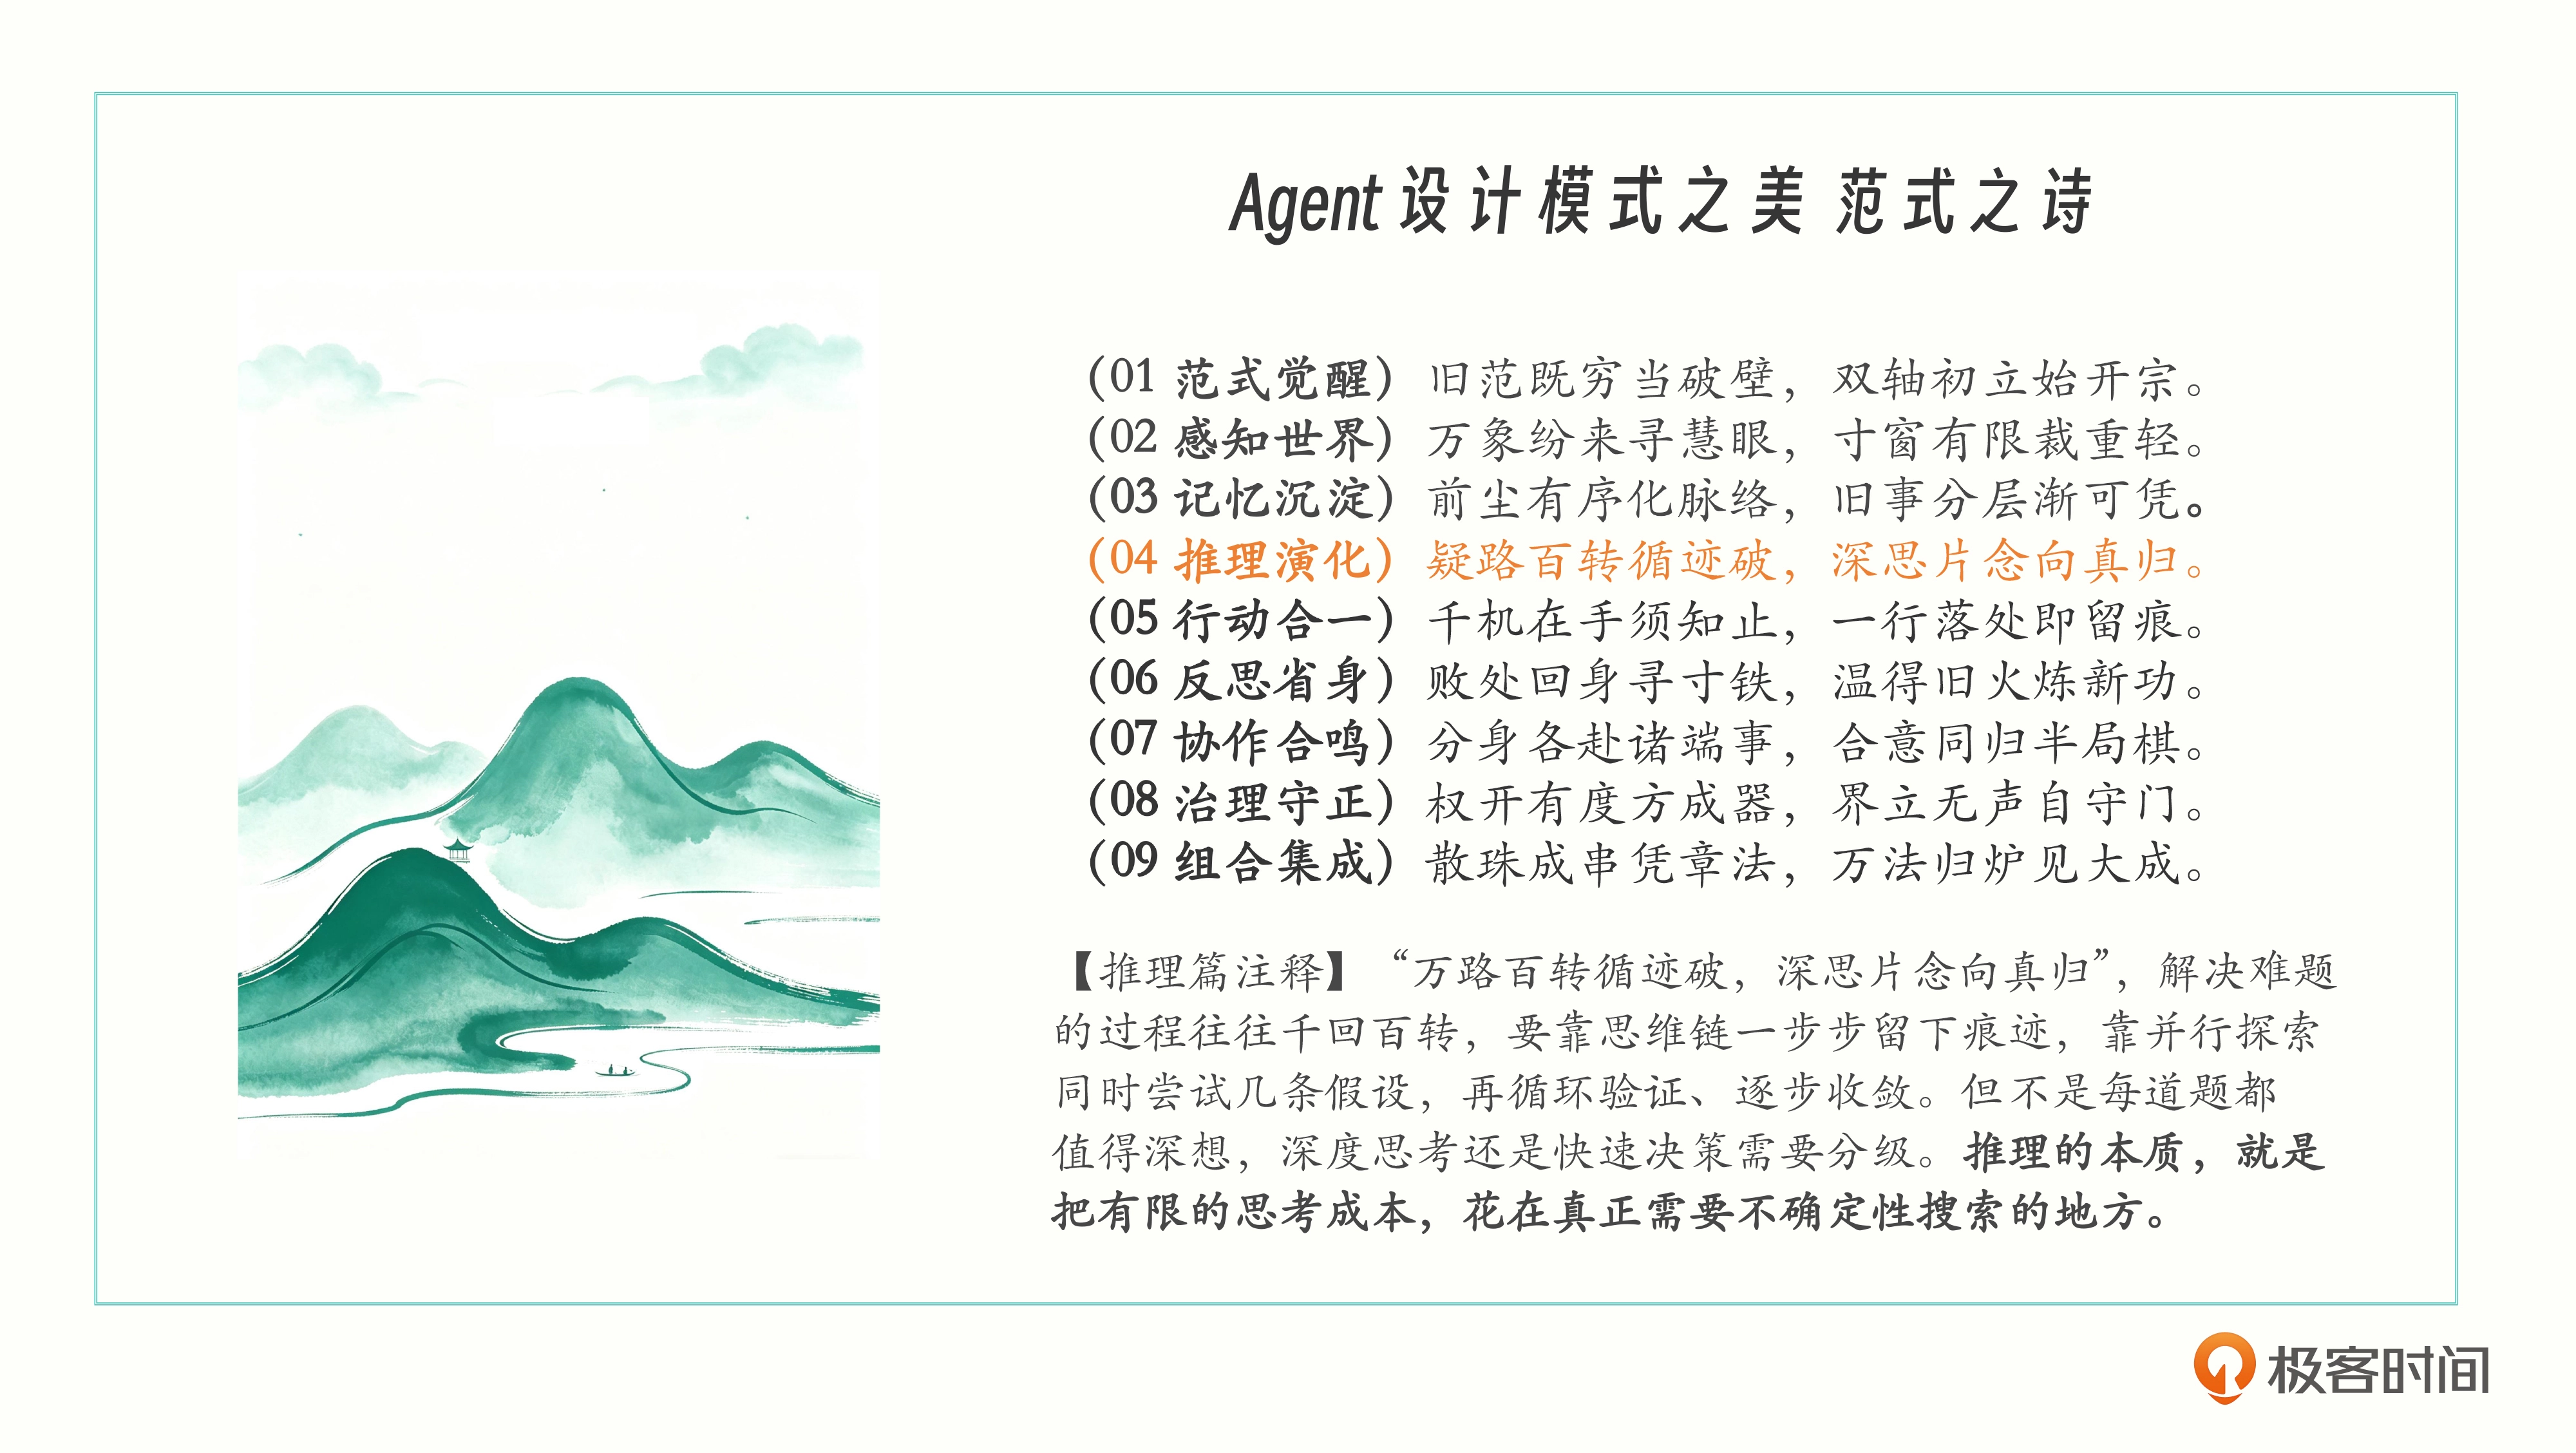 Agent 设计模式之美 范式之诗
（01 范式觉醒）旧范既穷当破壁，双轴初立始开宗。
（02 感知世界）万象纷来寻慧眼，寸窗有限裁重轻。
（03 记忆沉淀）前尘有序化脉络，旧事分层渐可凭。
（04 推理演化）疑路百转循迹破，深思片念向真归。
（05 行动合一）千机在手须知止，一行落处即留痕。
（06 反思省身）败处回身寻寸铁，温得旧火炼新功。
（07 协作合鸣）分身各赴诸端事，合意同归半局棋。
（08 治理守正）权开有度方成器，界立无声自守门。
（09 组合集成）散珠成串凭章法，万法归炉见大成。
【推理篇注释】“万路百转循迹破，深思片念向真归”，解决难题
的过程往往千回百转，要靠思维链一步步留下痕迹，靠并行探索
同时尝试几条假设，再循环验证、逐步收敛。但不是每道题都
值得深想，深度思考还是快速决策需要分级。推理的本质，就是
把有限的思考成本，花在真正需要不确定性搜索的地方。
极客时间